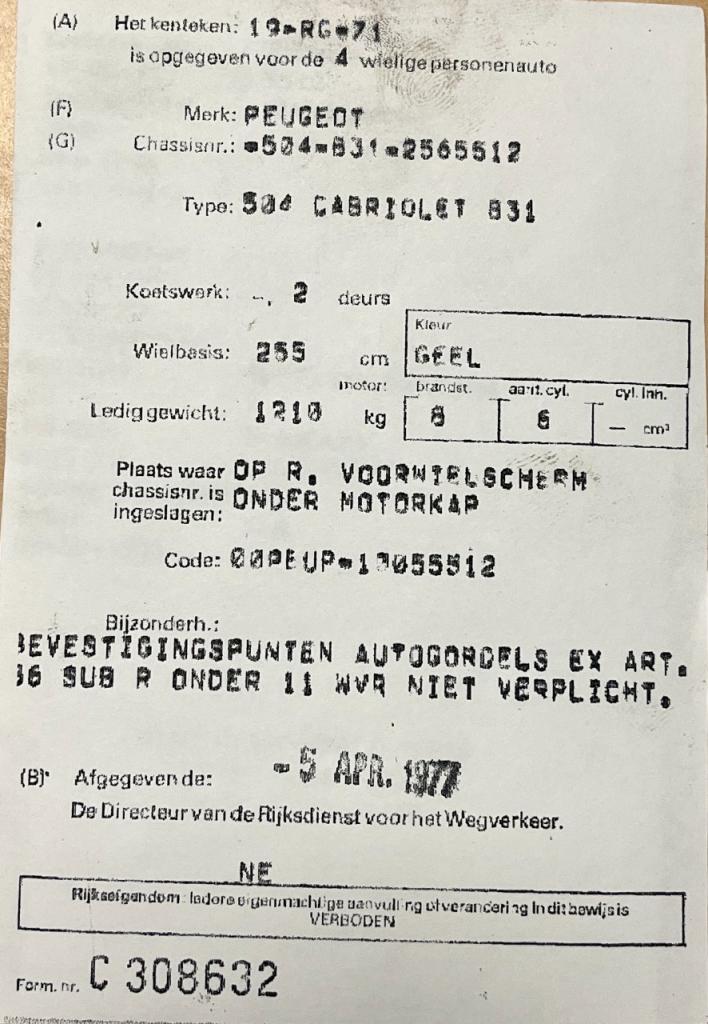 (A) Het kenteken: 19-RG-71
is opgegeven voor de 4 wielige personenauto
(F) Merk: PEUGEOT
(G) Chassisnr.: -504-B31-2565512
Type: 504 CABRIOLET B31
Koetswerk: -, 2 deurs
Kleur
Wielbasis: 255 cm GEEL
motor: brandst. aant. cyl. cyl. inh.
Ledig gewicht: 1210 kg B 6 — cm³
Plaats waar OP R. VOORWIELSCHERM
chassisnr. is ONDER MOTORKAP
ingeslagen:
Code: 00PEUP-13055512
Bijzonderh.:
BEVESTIGINGSPUNTEN AUTOGORDELS EX ART.
36 SUB R ONDER 11 WVR NIET VERPLICHT.
(B) Afgegeven de: -5 APR. 1977
De Directeur van de Rijksdienst voor het Wegverkeer.
NE
Rijkseigendom: Iedere eigenmachtige aanvulling of verandering in dit bewijs is
VERBODEN
Form. nr. C 308632